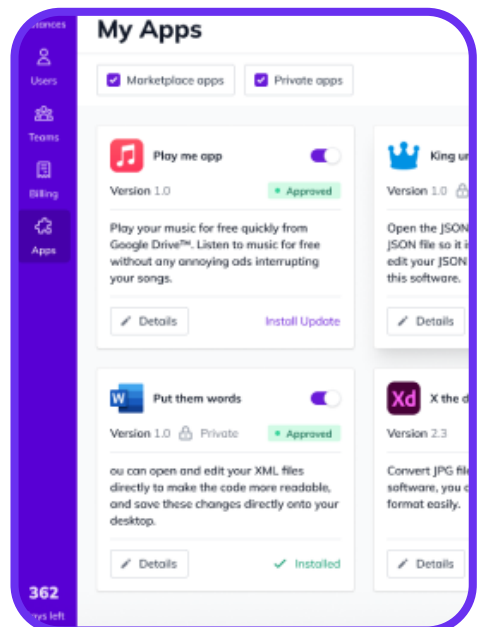 My Apps
Users
Teams
Billing
Apps
362
Marketplace apps
Private apps
Play me app
Version 1.0
Approved
Play your music for free quickly from
Google Drive™. Listen to music for free
without any annoying ads interrupting
your songs.
Details
Install Update
King
Version 1.0
Open the JSON
JSON file so it
edit your JSON
this software.
Details
W
Put them words
Version 1.0
Private
Approved
ou can open and edit your XML files
directly to make the code
more readable,
and save these changes directly onto your
desktop.
Details
Installed
Xd
X the
Version 2.3
Convert JPG
software, you
format easily.
Details
left